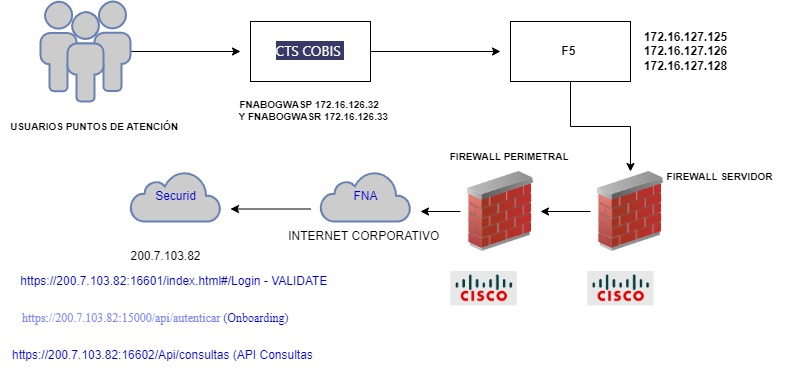 CTS COBIS
F5
172.16.127.125
172.16.127.126
172.16.127.128
FNABOGWASP 172.16.126.32
Y FNABOGWASR 172.16.126.33
USUARIOS PUNTOS DE ATENCIÓN
FIREWALL PERIMETRAL
FIREWALL SERVIDOR
Securid
FNA
INTERNET CORPORATIVO
200.7.103.82
https://200.7.103.82:16601/index.html#/Login - VALIDATE
CISCO
CISCO
https://200.7.103.82:15000/api/autenticar (Onboarding)
https://200.7.103.82:16602/Api/consultas (API Consultas